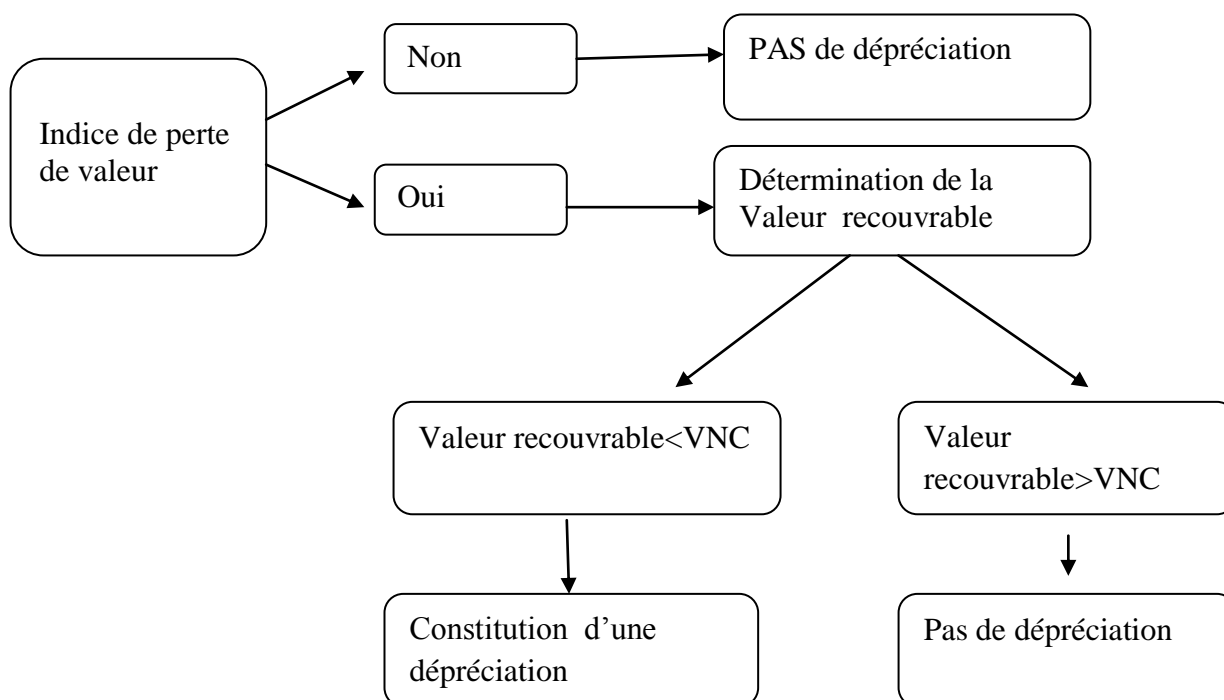 Non
PAS de dépréciation
Indice de perte
de valeur
Oui
Détermination de la
Valeur recouvrable
Valeur recouvrable<VNC
Valeur
recouvrable>VNC
Constitution d’une
dépréciation
Pas de dépréciation